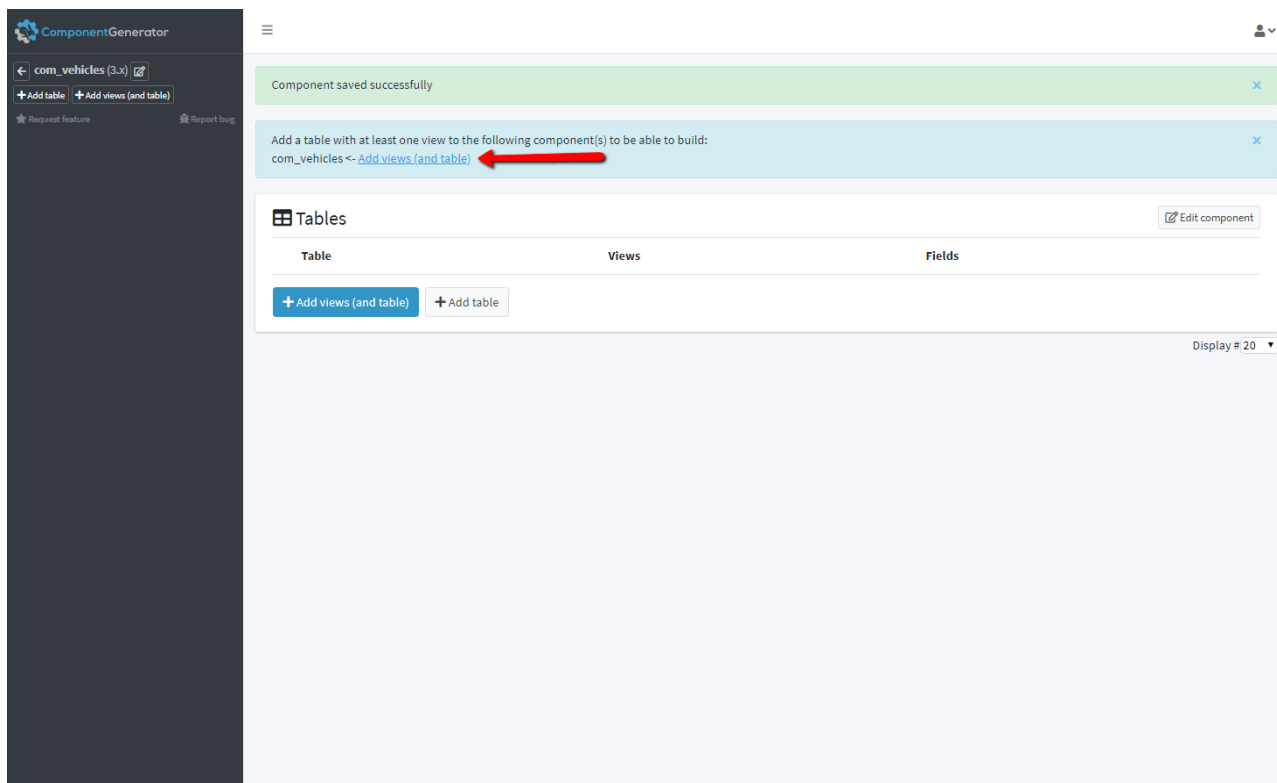 ComponentGenerator
com_vehicles (3.x)
Add table Add views (and table)
Request feature Report bug
Component saved successfully ×
Add a table with at least one view to the following component(s) to be able to build: ×
com_vehicles <- Add views (and table)
Tables Edit component
Table Views Fields
Add views (and table) Add table
Display # 20